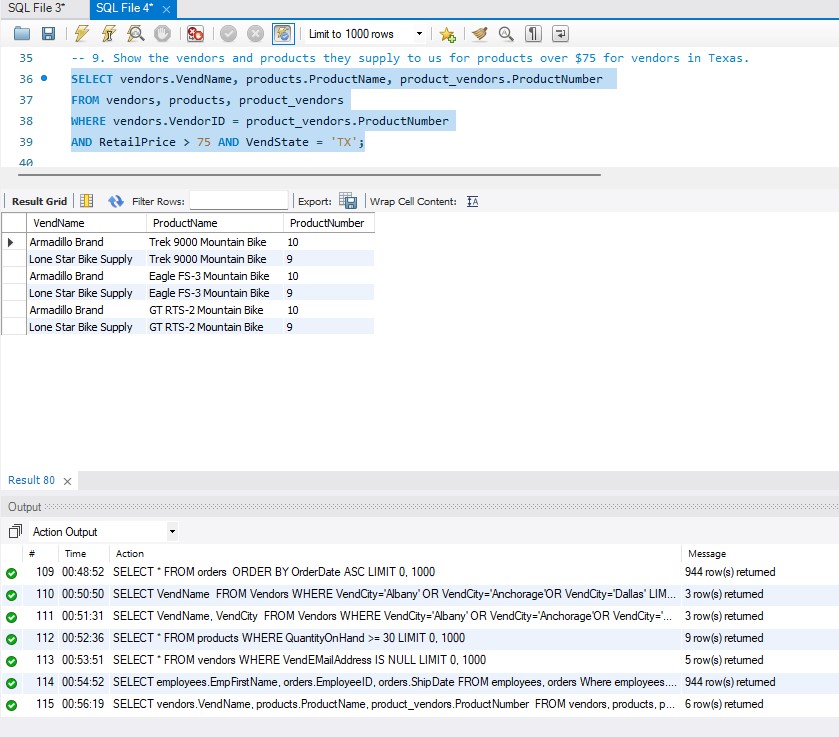 SQL File 3* SQL File 4* ×
Limit to 1000 rows
35 -- 9. Show the vendors and products they supply to us for products over $75 for vendors in Texas.
36 SELECT vendors.VendName, products.ProductName, product_vendors.ProductNumber
37 FROM vendors, products, product_vendors
38 WHERE vendors.VendorID = product_vendors.ProductNumber
39 AND RetailPrice > 75 AND VendState = 'TX';
40
Result Grid Filter Rows: Export: Wrap Cell Content: IA
VendName ProductName ProductNumber
Armadillo Brand Trek 9000 Mountain Bike 10
Lone Star Bike Supply Trek 9000 Mountain Bike 9
Armadillo Brand Eagle FS-3 Mountain Bike 10
Lone Star Bike Supply Eagle FS-3 Mountain Bike 9
Armadillo Brand GT RTS-2 Mountain Bike 10
Lone Star Bike Supply GT RTS-2 Mountain Bike 9
Result 80 ×
Output
Action Output
# Time Action Message
109 00:48:52 SELECT * FROM orders ORDER BY OrderDate ASC LIMIT 0, 1000 944 row(s) returned
110 00:50:50 SELECT VendName FROM Vendors WHERE VendCity='Albany' OR VendCity='Anchorage'OR VendCity='Dallas' LIM... 3 row(s) returned
111 00:51:31 SELECT VendName, VendCity FROM Vendors WHERE VendCity='Albany' OR VendCity='Anchorage'OR VendCity='... 3 row(s) returned
112 00:52:36 SELECT * FROM products WHERE QuantityOnHand >= 30 LIMIT 0, 1000 9 row(s) returned
113 00:53:51 SELECT * FROM vendors WHERE VendEMailAddress IS NULL LIMIT 0, 1000 5 row(s) returned
114 00:54:52 SELECT employees.EmpFirstName, orders.EmployeeID, orders.ShipDate FROM employees, orders Where employees.... 944 row(s) returned
115 00:56:19 SELECT vendors.VendName, products.ProductName, product_vendors.ProductNumber FROM vendors, products, p... 6 row(s) returned